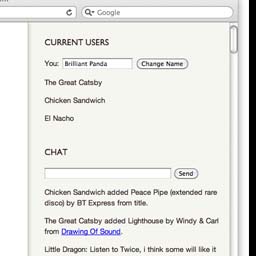 Google
CURRENT USERS
You: Brilliant Panda Change Name
The Great Catsby
Chicken Sandwich
El Nacho
CHAT
Send
Chicken Sandwich added Peace Pipe (extended rare
disco) by BT Express from title.
The Great Catsby added Lighthouse by Windy & Carl
from Drawing Of Sound.
Little Dragon: Listen to Twice, i think some will like it